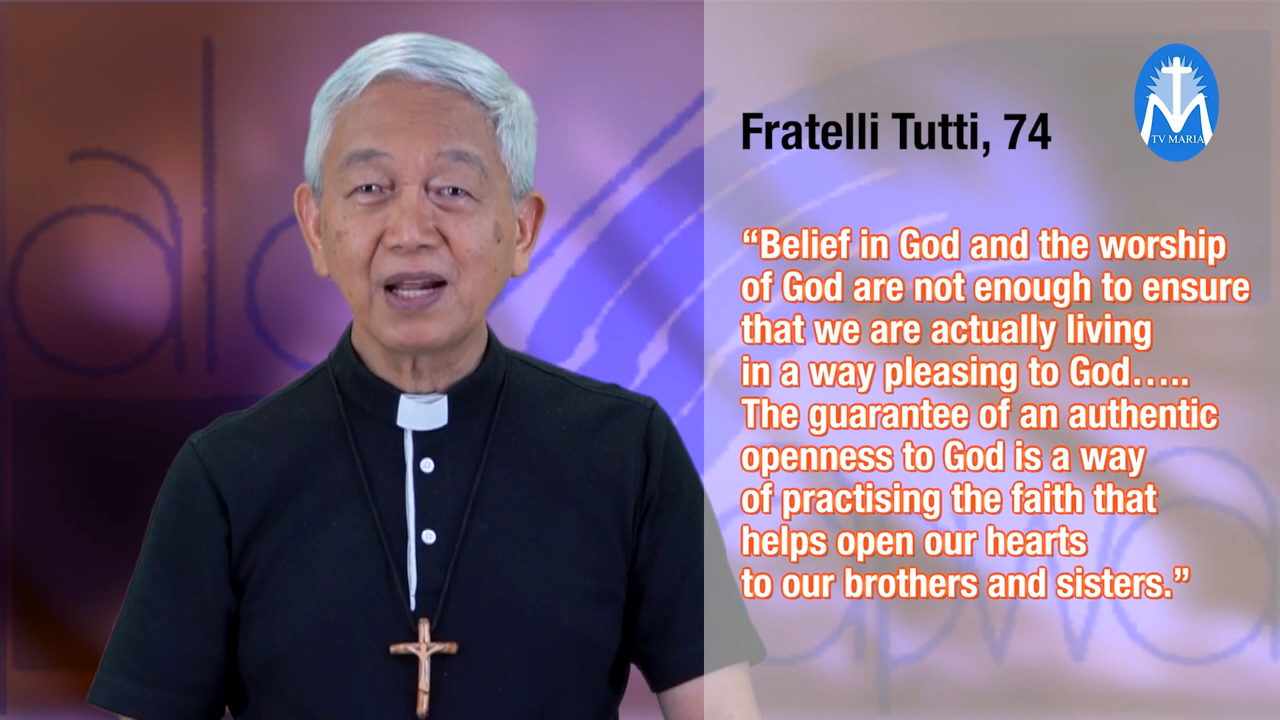 Fratelli Tutti, 74
TV MARIA
“Belief in God and the worship
of God are not enough to ensure
that we are actually living
in a way pleasing to God…..
The guarantee of an authentic
openness to God is a way
of practising the faith that
helps open our hearts
to our brothers and sisters.”